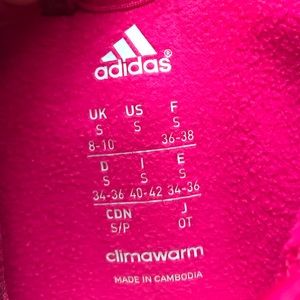 adidas®
UK US F
S S S
8-10 36-38
D I E
S S S
34-36 40-42 34-36
CDN J
S/P OT
climawarm
MADE IN CAMBODIA